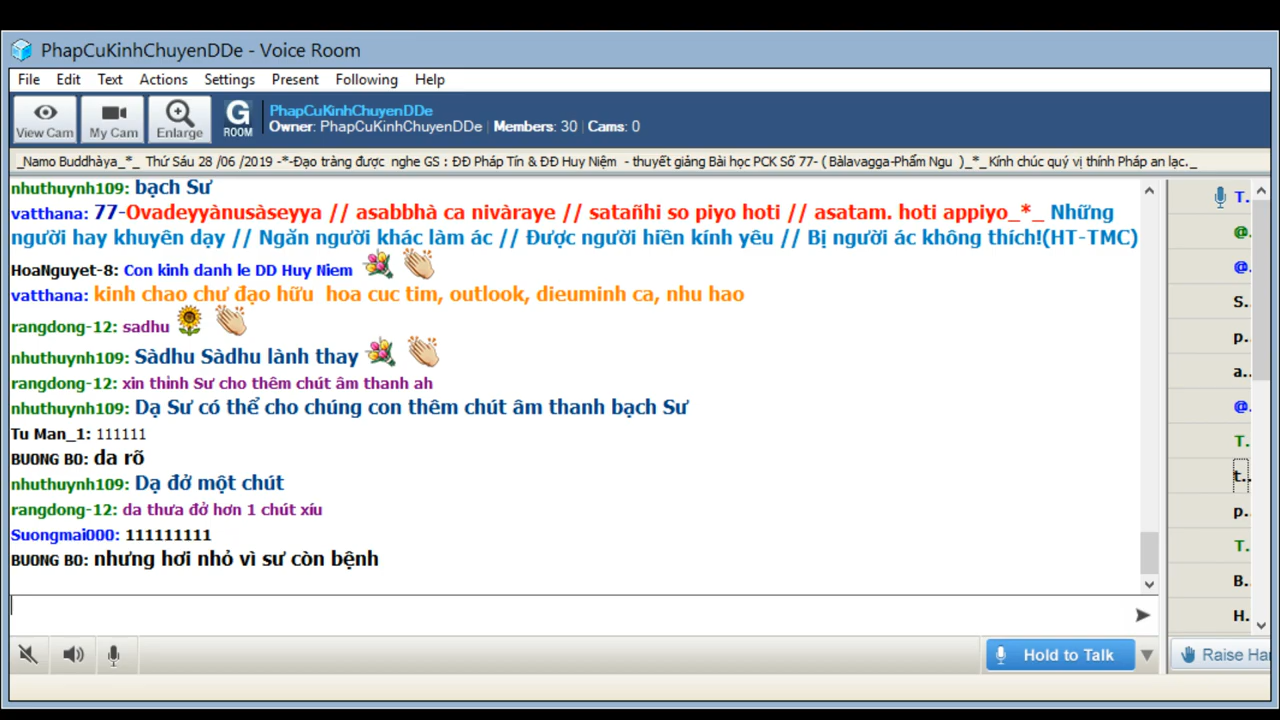 PhapCuKinhChuyenDDe - Voice Room
File Edit Text Actions Settings Present Following Help
View Cam My Cam Enlarge G ROOM
PhapCuKinhChuyenDDe
Owner: PhapCuKinhChuyenDDe | Members: 30 | Cams: 0
_Namo Buddhàya_*_ Thứ Sáu 28 /06 /2019 -*-Đạo tràng được nghe GS : ĐĐ Pháp Tín & ĐĐ Huy Niệm - thuyết giảng Bài học PCK Số 77- ( Bàlavagga-Phẩm Ngu )_*_Kính chúc quý vị thính Pháp an lạc._
nhuthuynh109: bạch Sư
vatthana: 77-Ovadeyyànusàseyya // asabbhà ca nivàraye // satañhi so piyo hoti // asatam. hoti appiyo_*_ Những
người hay khuyên dạy // Ngăn người khác làm ác // Được người hiền kính yêu // Bị người ác không thích!(HT-TMC)
HoaNguyet-8: Con kinh danh le DD Huy Niem
vatthana: kinh chao chư đạo hữu hoa cuc tim, outlook, dieuminh ca, nhu hao
rangdong-12: sadhu
nhuthuynh109: Sàdhu Sàdhu lành thay
rangdong-12: xin thỉnh Sư cho thêm chút âm thanh ah
nhuthuynh109: Dạ Sư có thể cho chúng con thêm chút âm thanh bạch Sư
Tu Man_1: 111111
BUONG BO: da rõ
nhuthuynh109: Dạ đở một chút
rangdong-12: da thưa đở hơn 1 chút xíu
Suongmai000: 111111111
BUONG BO: nhưng hơi nhỏ vì sư còn bệnh
T.
@.
@.
S.
p.
a..
@.
T.
t..
p.
T.
B.
H.
Hold to Talk
Raise Har